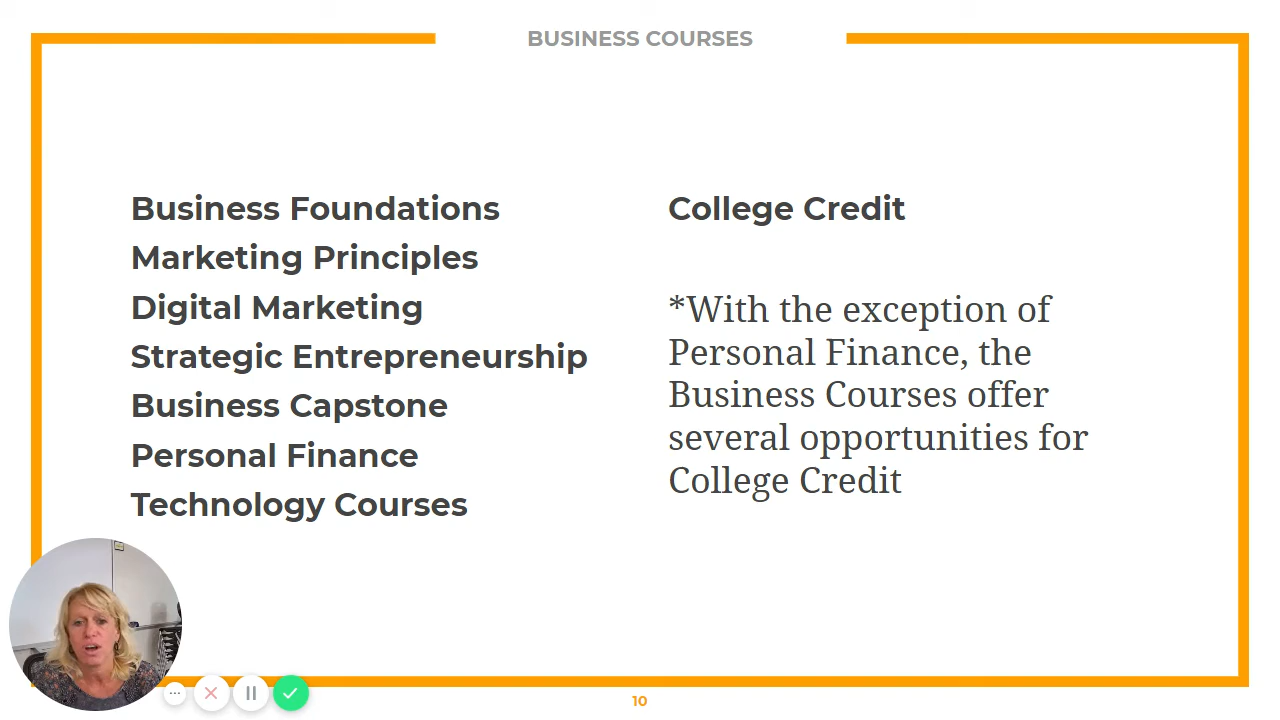 BUSINESS COURSES
Business Foundations
Marketing Principles
Digital Marketing
Strategic Entrepreneurship
Business Capstone
Personal Finance
Technology Courses
College Credit
*With the exception of
Personal Finance, the
Business Courses offer
several opportunities for
College Credit
10